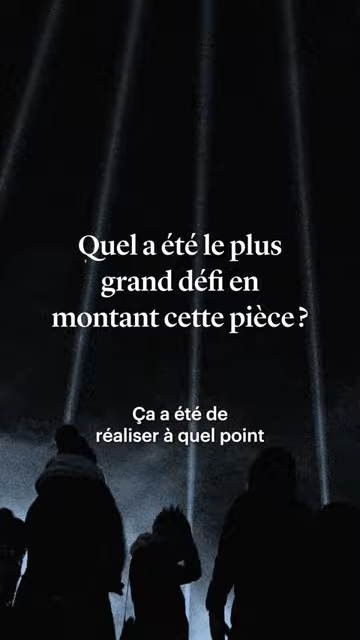 Quel a été le plus
grand défi en
montant cette pièce ?
Ça a été de
réaliser à quel point